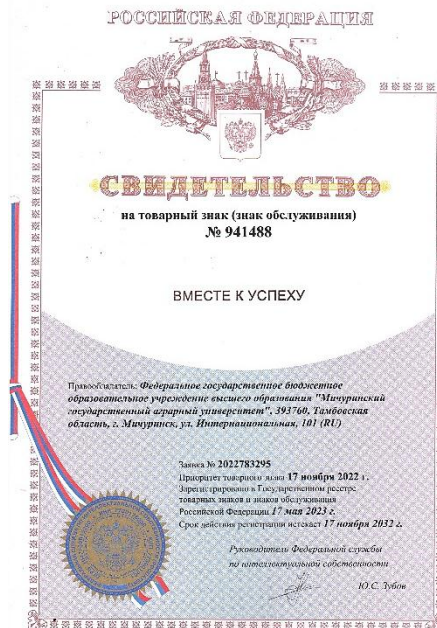 РОССИЙСКАЯ ФЕДЕРАЦИЯ
СВИДЕТЕЛЬСТВО
на товарный знак (знак обслуживания)
№ 941488
ВМЕСТЕ К УСПЕХУ
Правообладатель: Федеральное государственное бюджетное
образовательное учреждение высшего образования "Мичуринский
государственный аграрный университет", 393760, Тамбовская
область, г. Мичуринск, ул. Интернациональная, 101 (RU)
Заявка № 2022783295
Приоритет товарного знака 17 ноября 2022 г.
Зарегистрировано в Государственном реестре
товарных знаков и знаков обслуживания
Российской Федерации 17 мая 2023 г.
Срок действия регистрации истекает 17 ноября 2032 г.
Руководитель Федеральной службы
по интеллектуальной собственности
Ю.С. Зубов